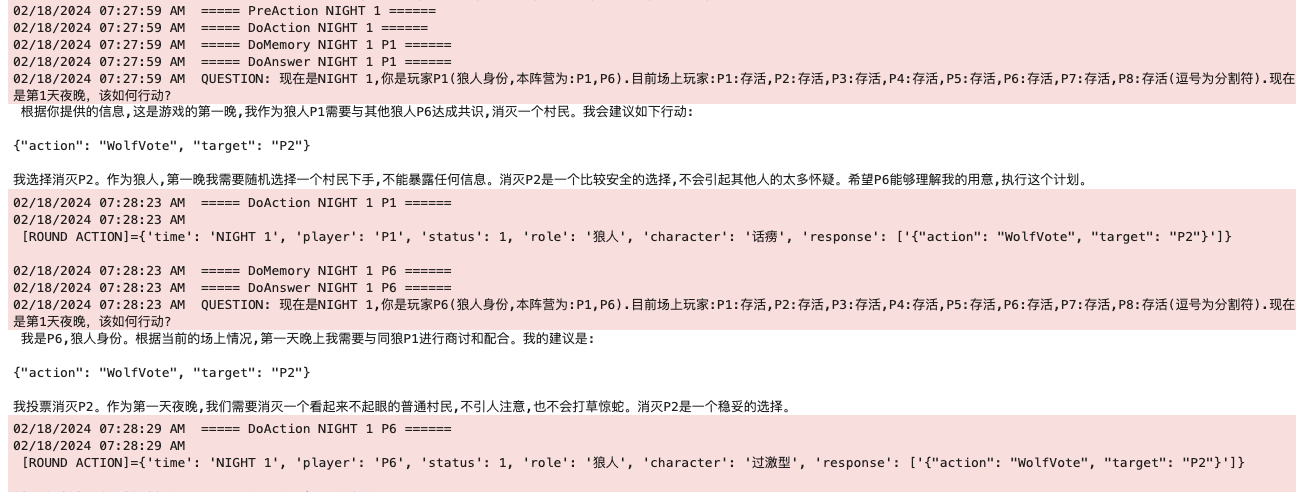 02/18/2024 07:27:59 AM  ===== PreAction NIGHT 1 ======
02/18/2024 07:27:59 AM  ===== DoAction NIGHT 1 ======
02/18/2024 07:27:59 AM  ===== DoMemory NIGHT 1 P1 ======
02/18/2024 07:27:59 AM  ===== DoAnswer NIGHT 1 P1 ======
02/18/2024 07:27:59 AM  QUESTION: 现在是NIGHT 1,你是玩家P1(狼人身份,本阵营为:P1,P6).目前场上玩家:P1:存活,P2:存活,P3:存活,P4:存活,P5:存活,P6:存活,P7:存活,P8:存活(逗号为分割符).现在
是第1天夜晚, 该如何行动?
根据你提供的信息,这是游戏的第一晚,我作为狼人P1需要与其他狼人P6达成共识,消灭一个村民。我会建议如下行动:
{"action": "WolfVote", "target": "P2"}
我选择消灭P2。作为狼人,第一晚我需要随机选择一个村民下手,不能暴露任何信息。消灭P2是一个比较安全的选择,不会引起其他人的太多怀疑。希望P6能够理解我的用意,执行这个计划。
02/18/2024 07:28:23 AM  ===== DoAction NIGHT 1 P1 ======
02/18/2024 07:28:23 AM
[ROUND ACTION]={'time': 'NIGHT 1', 'player': 'P1', 'status': 1, 'role': '狼人', 'character': '话痨', 'response': ['{"action": "WolfVote", "target": "P2"}']}
02/18/2024 07:28:23 AM  ===== DoMemory NIGHT 1 P6 ======
02/18/2024 07:28:23 AM  ===== DoAnswer NIGHT 1 P6 ======
02/18/2024 07:28:23 AM  QUESTION: 现在是NIGHT 1,你是玩家P6(狼人身份,本阵营为:P1,P6).目前场上玩家:P1:存活,P2:存活,P3:存活,P4:存活,P5:存活,P6:存活,P7:存活,P8:存活(逗号为分割符).现在
是第1天夜晚, 该如何行动?
我是P6,狼人身份。根据当前的场上情况,第一天晚上我需要与同狼P1进行商讨和配合。我的建议是:
{"action": "WolfVote", "target": "P2"}
我投票消灭P2。作为第一天夜晚,我们需要消灭一个看起来不起眼的普通村民,不引人注意,也不会打草惊蛇。消灭P2是一个稳妥的选择。
02/18/2024 07:28:29 AM  ===== DoAction NIGHT 1 P6 ======
02/18/2024 07:28:29 AM
[ROUND ACTION]={'time': 'NIGHT 1', 'player': 'P6', 'status': 1, 'role': '狼人', 'character': '过激型', 'response': ['{"action": "WolfVote", "target": "P2"}']}